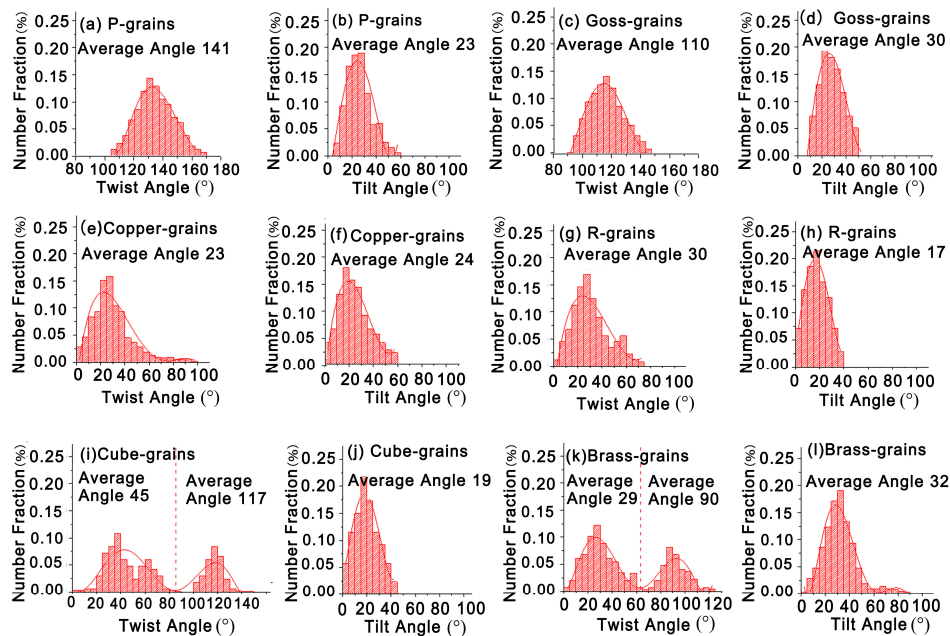 (a) P-grains
Average Angle 141
Number Fraction(%)
0.20
0.15
0.10
0.05
0.00
80 100 120 140 160 180
Twist Angle (°)
(b) P-grains
Average Angle 23
Number Fraction(%)
0.20
0.15
0.10
0.05
0.00
0 20 40 60 80 100
Tilt Angle (°)
(c) Goss-grains
Average Angle 110
Number Fraction(%)
0.20
0.15
0.10
0.05
0.00
80 100 120 140 160 180
Twist Angle (°)
(d) Goss-grains
Average Angle 30
Number Fraction(%)
0.20
0.15
0.10
0.05
0.00
0 20 40 60 80 100
Tilt Angle (°)
(e)Copper-grains
Average Angle 23
Number Fraction(%)
0.25
0.20
0.15
0.10
0.05
0.00
0 20 40 60 80 100
Twist Angle (°)
(f) Copper-grains
Average Angle 24
Number Fraction(%)
0.25
0.20
0.15
0.10
0.05
0.00
0 20 40 60 80 100
Tilt Angle (°)
(g) R-grains
Average Angle 30
Number Fraction(%)
0.25
0.20
0.15
0.10
0.05
0.00
0 20 40 60 80 100
Twist Angle (°)
(h) R-grains
Average Angle 17
Number Fraction(%)
0.25
0.20
0.15
0.10
0.05
0.00
0 20 40 60 80 100
Tilt Angle (°)
(i)Cube-grains
Average
Angle 45
Average
Angle 117
Number Fraction(%)
0.25
0.20
0.15
0.10
0.05
0.00
0 20 40 60 80 100120140
Twist Angle (°)
(j) Cube-grains
Average Angle 19
Number Fraction(%)
0.25
0.20
0.15
0.10
0.05
0.00
0 20 40 60 80 100
Tilt Angle (°)
(k)Brass-grains
Average
Angle 29
Average
Angle 90
Number Fraction(%)
0.25
0.20
0.15
0.10
0.05
0.00
0 20 40 60 80 100 120
Twist Angle (°)
(l)Brass-grains
Average Angle 32
Number Fraction(%)
0.25
0.20
0.15
0.10
0.05
0.00
0 20 40 60 80 100
Tilt Angle (°)